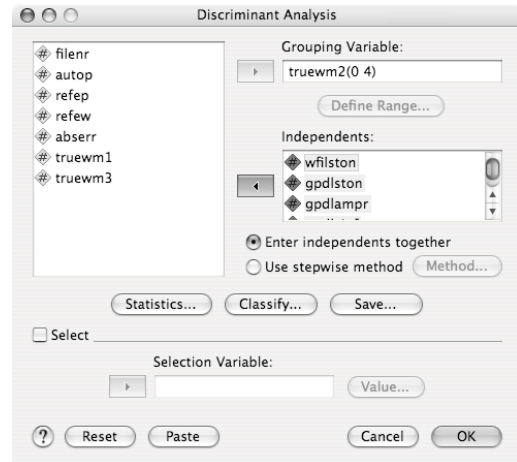 Discriminant Analysis
filenr
autop
refep
refew
abserr
truewm1
truewm3
Grouping Variable:
truewm2(0 4)
Define Range...
Independents:
wfilston
gpdlston
gpdlampr
Enter independents together
Use stepwise method
Method...
Statistics...
Classify...
Save...
Select
Selection Variable:
Value...
?
Reset
Paste
Cancel
OK